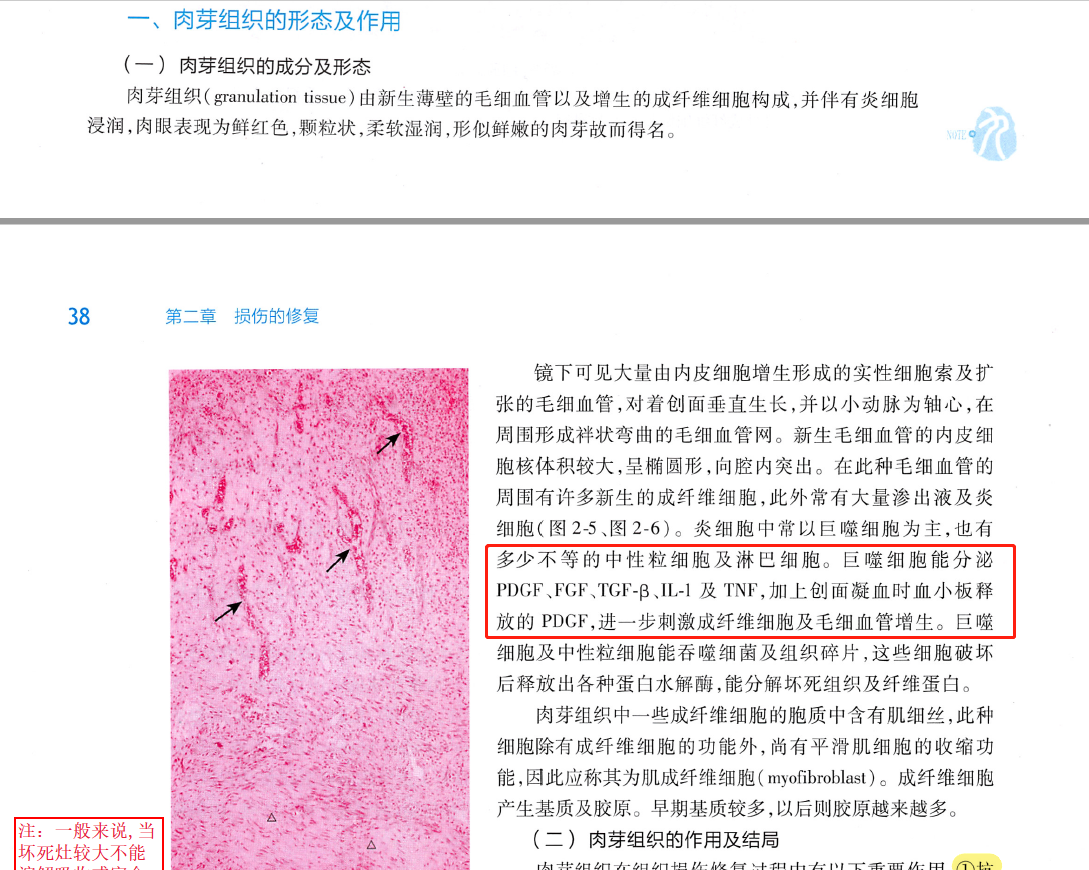 一、肉芽组织的形态及作用
（一）肉芽组织的成分及形态
肉芽组织(granulation tissue)由新生薄壁的毛细血管以及增生的成纤维细胞构成,并伴有炎细胞
浸润,肉眼表现为鲜红色,颗粒状,柔软湿润,形似鲜嫩的肉芽故而得名。
NOTE
38
第二章 损伤的修复
镜下可见大量由内皮细胞增生形成的实性细胞索及扩
张的毛细血管,对着创面垂直生长,并以小动脉为轴心,在
周围形成袢状弯曲的毛细血管网。新生毛细血管的内皮细
胞核体积较大,呈椭圆形,向腔内突出。在此种毛细血管的
周围有许多新生的成纤维细胞,此外常有大量渗出液及炎
细胞(图2-5、图2-6)。炎细胞中常以巨噬细胞为主,也有
多少不等的中性粒细胞及淋巴细胞。巨噬细胞能分泌
PDGF、FGF、TGF-β、IL-1及TNF,加上创面凝血时血小板释
放的PDGF,进一步刺激成纤维细胞及毛细血管增生。巨噬
细胞及中性粒细胞能吞噬细菌及组织碎片,这些细胞破坏
后释放出各种蛋白水解酶,能分解坏死组织及纤维蛋白。
肉芽组织中一些成纤维细胞的胞质中含有肌细丝,此种
细胞除有成纤维细胞的功能外,尚有平滑肌细胞的收缩功
能,因此应称其为肌成纤维细胞(myofibroblast)。成纤维细胞
产生基质及胶原。早期基质较多,以后则胶原越来越多。
（二）肉芽组织的作用及结局
注：一般来说,当
坏死灶较大不能